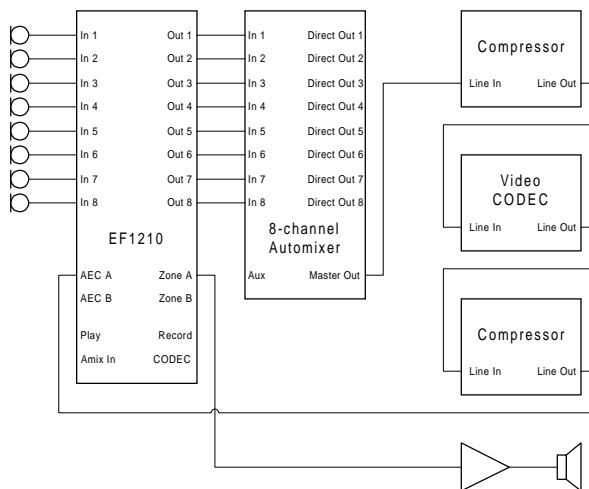 In 1 Out 1
In 2 Out 2
In 3 Out 3
In 4 Out 4
In 5 Out 5
In 6 Out 6
In 7 Out 7
In 8 Out 8
EF1210
AEC A Zone A
AEC B Zone B
Play Record
Amix In CODEC
In 1 Direct Out 1
In 2 Direct Out 2
In 3 Direct Out 3
In 4 Direct Out 4
In 5 Direct Out 5
In 6 Direct Out 6
In 7 Direct Out 7
In 8 Direct Out 8
8-channel
Automixer
Aux Master Out
Compressor
Line In Line Out
Video
CODEC
Line In Line Out
Compressor
Line In Line Out